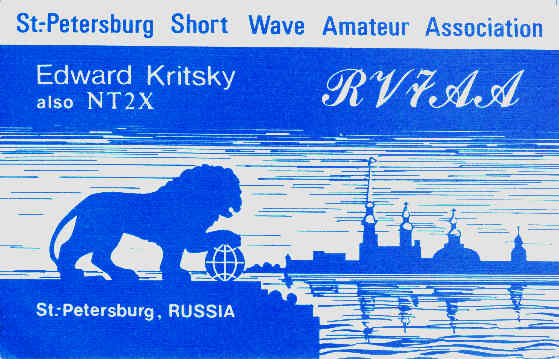 St.-Petersburg Short Wave Amateur Association
Edward Kritsky
also NT2X
RV7AA
St.-Petersburg, RUSSIA